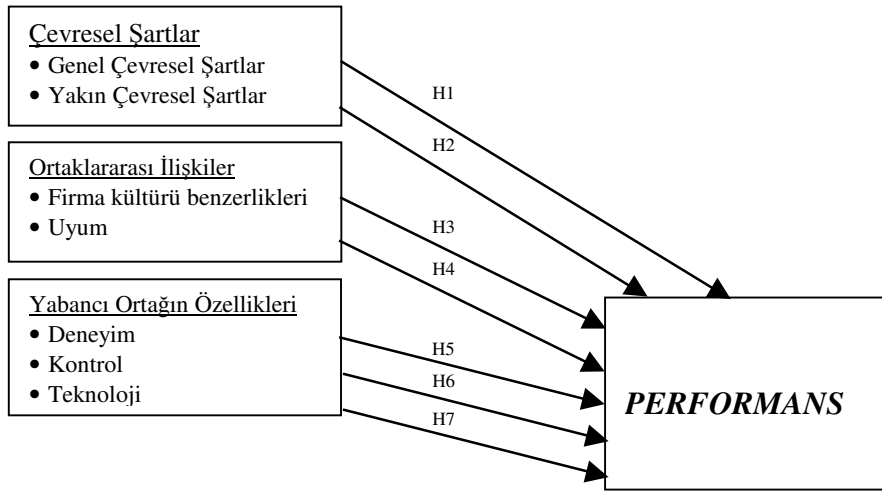 Çevresel Şartlar
• Genel Çevresel Şartlar
• Yakın Çevresel Şartlar
H1
H2
Ortaklararası İlişkiler
• Firma kültürü benzerlikleri
• Uyum
H3
H4
Yabancı Ortağın Özellikleri
• Deneyim
• Kontrol
• Teknoloji
H5
H6
H7
PERFORMANS